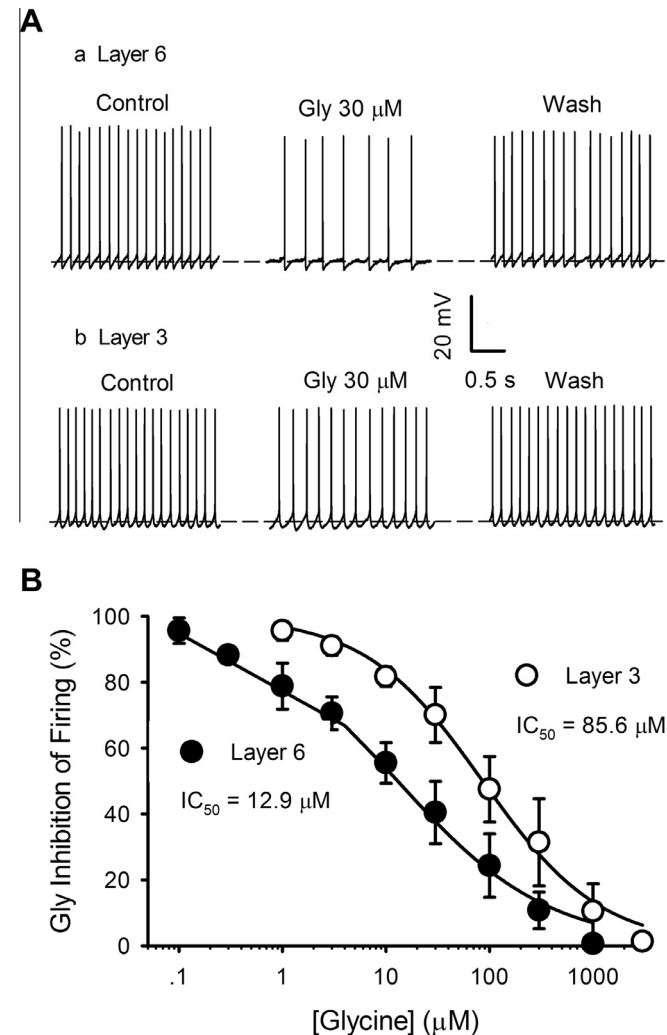 A
a Layer 6
Control Gly 30 μM Wash
20 mV
0.5 s
b Layer 3
Control Gly 30 μM Wash
B
Gly Inhibition of Firing (%)
100
80
60
40
20
0
Layer 3
IC50 = 85.6 μM
Layer 6
IC50 = 12.9 μM
.1 1 10 100 1000
[Glycine] (μM)